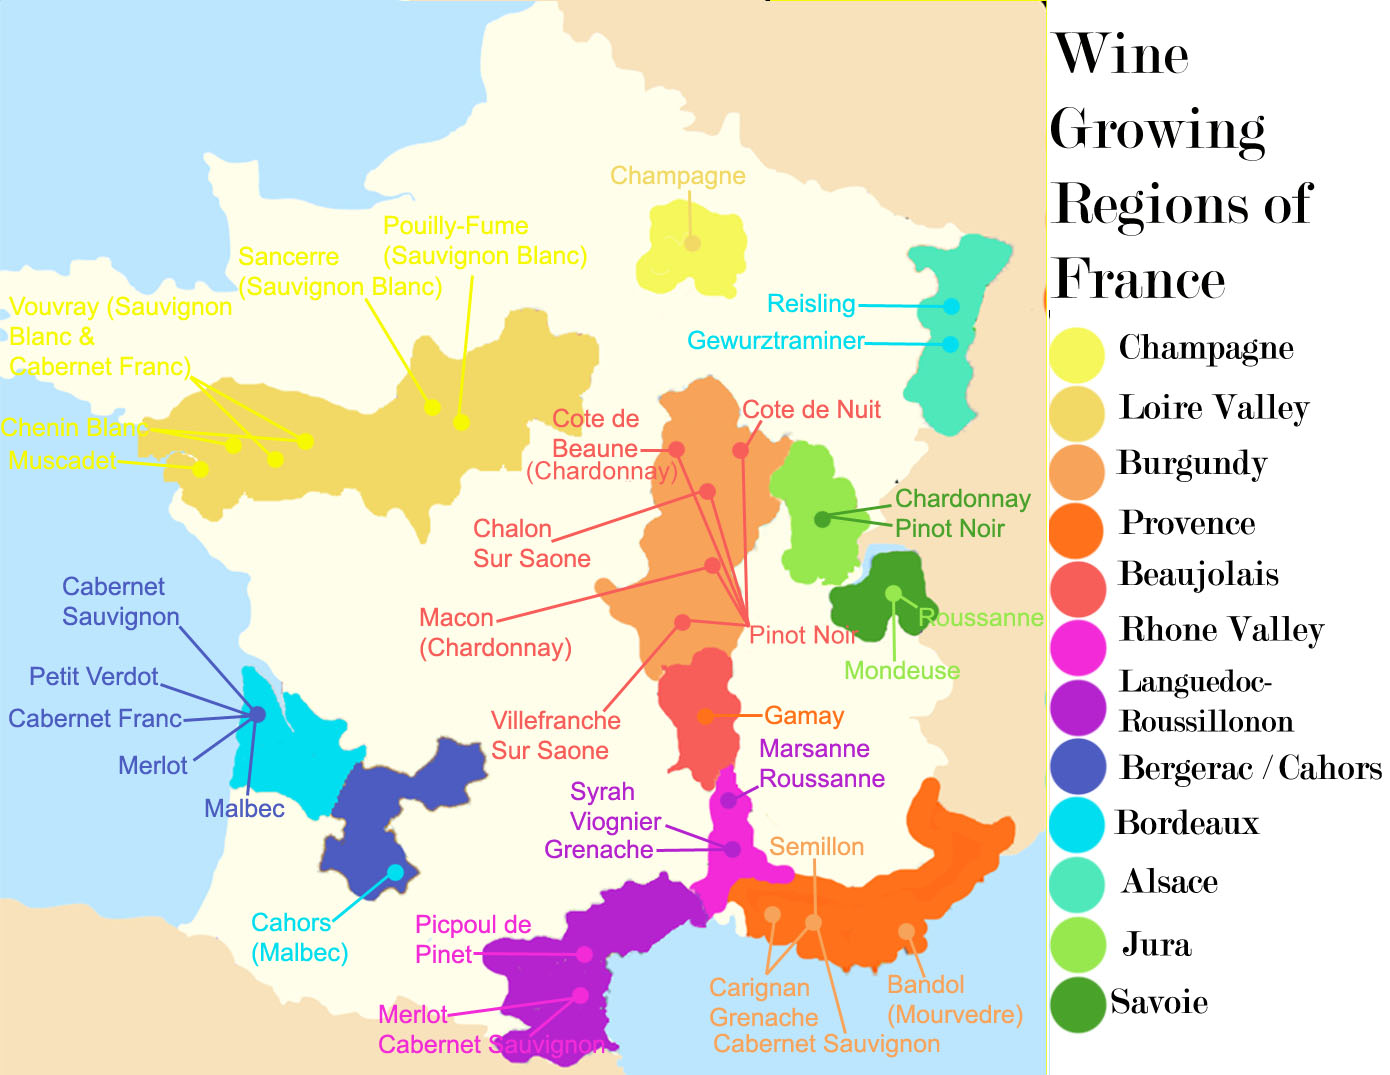 Wine
Growing
Regions of
France
Champagne
Loire Valley
Burgundy
Provence
Beaujolais
Rhone Valley
Languedoc-
Roussillonon
Bergerac / Cahors
Bordeaux
Alsace
Jura
Savoie
Champagne
Pouilly-Fume
(Sauvignon Blanc)
Sancerre
(Sauvignon Blanc)
Vouvray (Sauvignon
Blanc &
Cabernet Franc)
Chenin Blanc
Muscadet
Reisling
Gewurztraminer
Cote de
Beaune
(Chardonnay)
Cote de Nuit
Chalon
Sur Saone
Macon
(Chardonnay)
Pinot Noir
Villefranche
Sur Saone
Chardonnay
Pinot Noir
Roussanne
Mondeuse
Gamay
Marsanne
Roussanne
Syrah
Viognier
Grenache
Cabernet
Sauvignon
Petit Verdot
Cabernet Franc
Merlot
Malbec
Cahors
(Malbec)
Picpoul de
Pinet
Merlot
Cabernet Sauvignon
Semillon
Carignan
Grenache
Cabernet Sauvignon
Bandol
(Mourvedre)